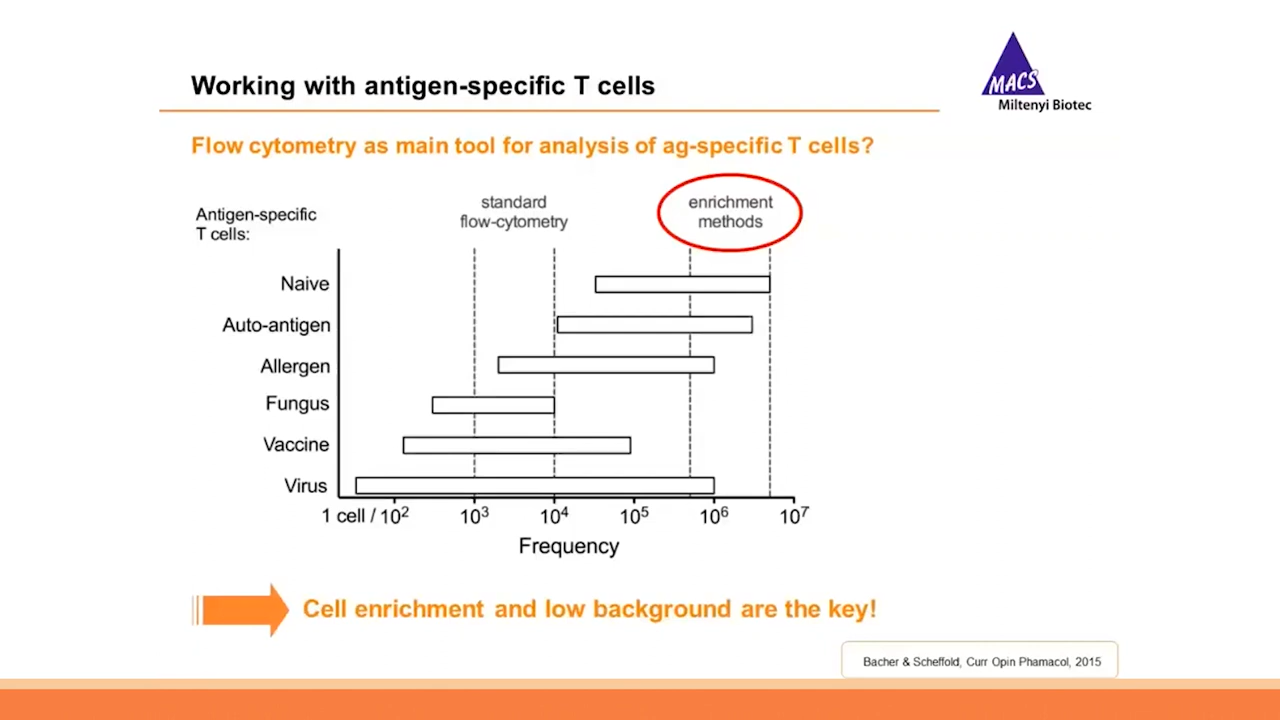 Working with antigen-specific T cells
MACS
Miltenyi Biotec
Flow cytometry as main tool for analysis of ag-specific T cells?
standard
flow-cytometry
enrichment
methods
Antigen-specific
T cells:
Naive
Auto-antigen
Allergen
Fungus
Vaccine
Virus
1 cell / 10² 10³ 10⁴ 10⁵ 10⁶ 10⁷
Frequency
Cell enrichment and low background are the key!
Bacher & Scheffold, Curr Opin Phamacol, 2015